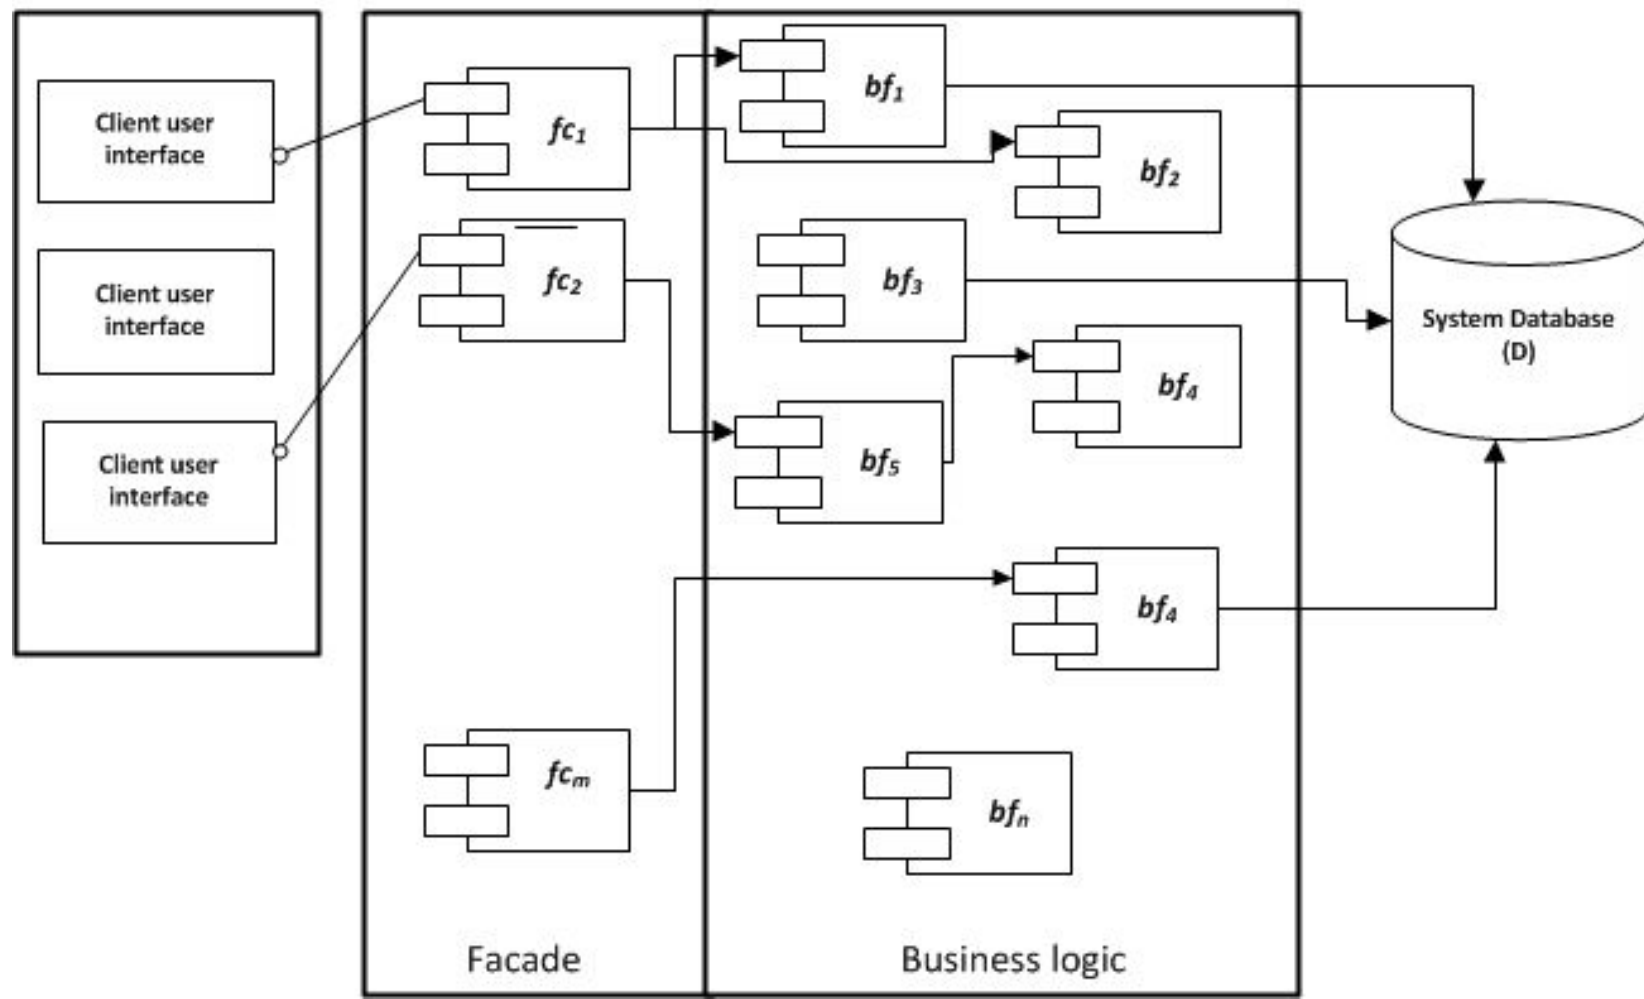 Client user
interface
Client user
interface
Client user
interface
fc₁
fc₂
fcₘ
bf₁
bf₂
bf₃
bf₄
bf₅
bf₄
bfₙ
System Database
(D)
Facade
Business logic